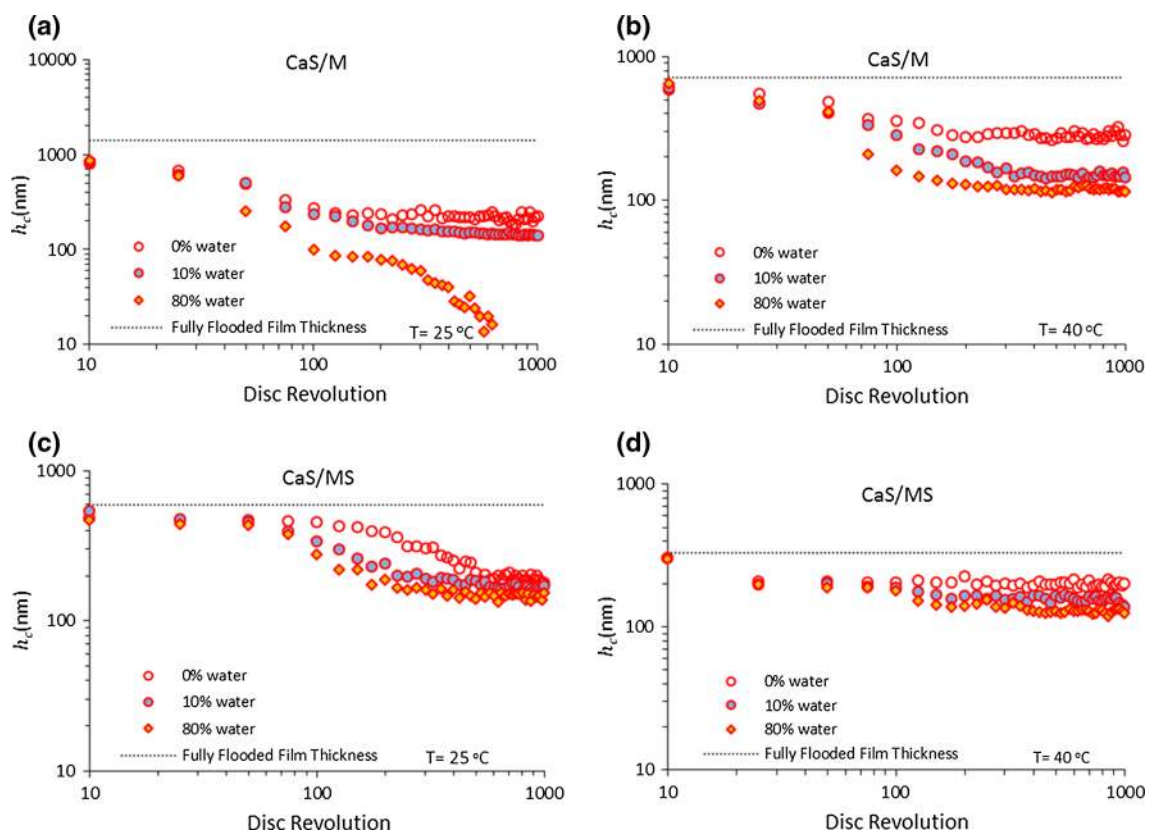 (a)
CaS/M
10000
1000
100
10
h_c(nm)
0% water
10% water
80% water
Fully Flooded Film Thickness
T= 25 °C
10 100 1000
Disc Revolution
(b)
CaS/M
1000
100
10
h_c(nm)
0% water
10% water
80% water
Fully Flooded Film Thickness
T= 40 °C
10 100 1000
Disc Revolution
(c)
CaS/MS
1000
100
10
h_c(nm)
0% water
10% water
80% water
Fully Flooded Film Thickness
T= 25 °C
10 100 1000
Disc Revolution
(d)
CaS/MS
1000
100
10
h_c(nm)
0% water
10% water
80% water
Fully Flooded Film Thickness
T= 40 °C
10 100 1000
Disc Revolution